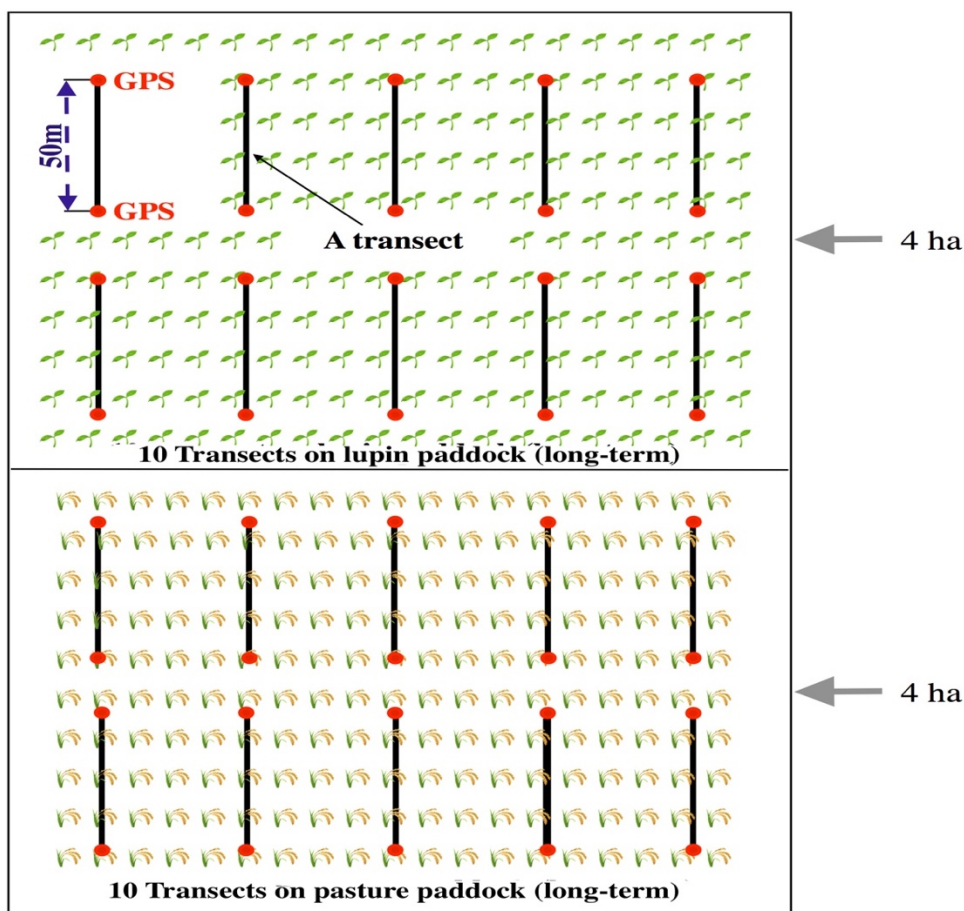 GPS
50m
GPS
A transect
4 ha
10 Transects on lupin paddock (long-term)
4 ha
10 Transects on pasture paddock (long-term)